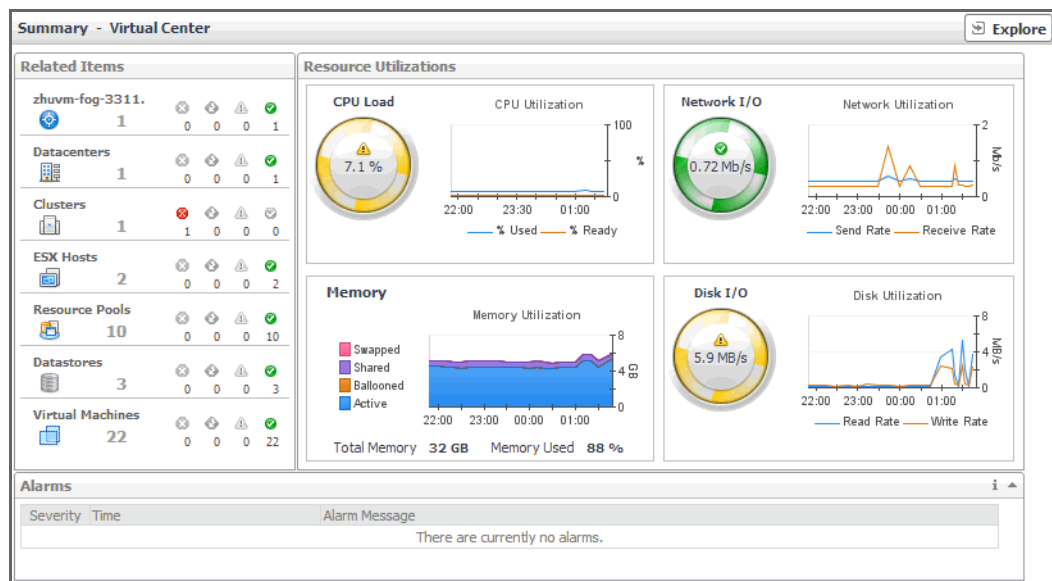 Summary - Virtual Center
Explore
Related Items
zhuvm-fog-3311.
1
0 0 0 1
Datacenters
1
0 0 0 1
Clusters
1
1 0 0 0
ESX Hosts
2
0 0 0 2
Resource Pools
10
0 0 0 10
Datastores
3
0 0 0 3
Virtual Machines
22
0 0 0 22
Resource Utilizations
CPU Load
7.1 %
CPU Utilization
100
%
0
22:00 23:30 01:00
% Used % Ready
Network I/O
0.72 Mb/s
Network Utilization
2
Mb/s
0
22:00 23:00 00:00 01:00
Send Rate Receive Rate
Memory
Memory Utilization
Swapped
Shared
Ballooned
Active
8
4
GB
0
22:00 23:00 00:00 01:00
Total Memory 32 GB Memory Used 88 %
Disk I/O
5.9 MB/s
Disk Utilization
8
4
MB/s
0
22:00 23:00 00:00 01:00
Read Rate Write Rate
Alarms
i
Severity Time Alarm Message
There are currently no alarms.